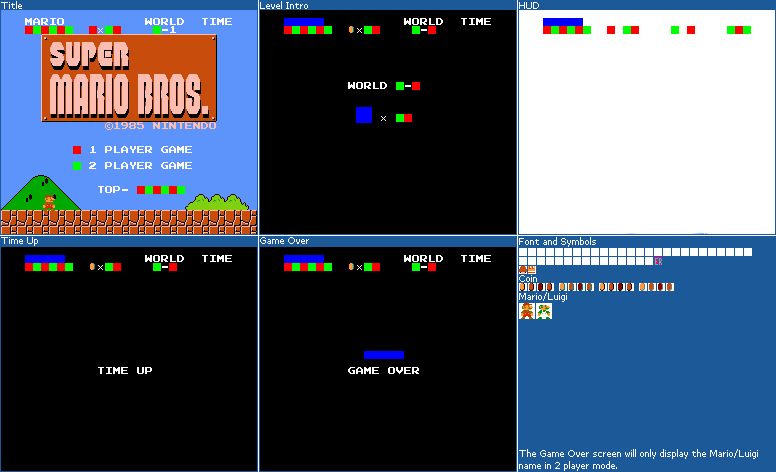 Title
MARIO WORLD TIME
× -1
SUPER
MARIO BROS.
©1985 NINTENDO
1 PLAYER GAME
2 PLAYER GAME
TOP-
Level Intro
WORLD TIME
× -
WORLD -
×
HUD
Time Up
WORLD TIME
× -
TIME UP
Game Over
WORLD TIME
× -
GAME OVER
Font and Symbols
Coin
Mario/Luigi
The Game Over screen will only display the Mario/Luigi
name in 2 player mode.